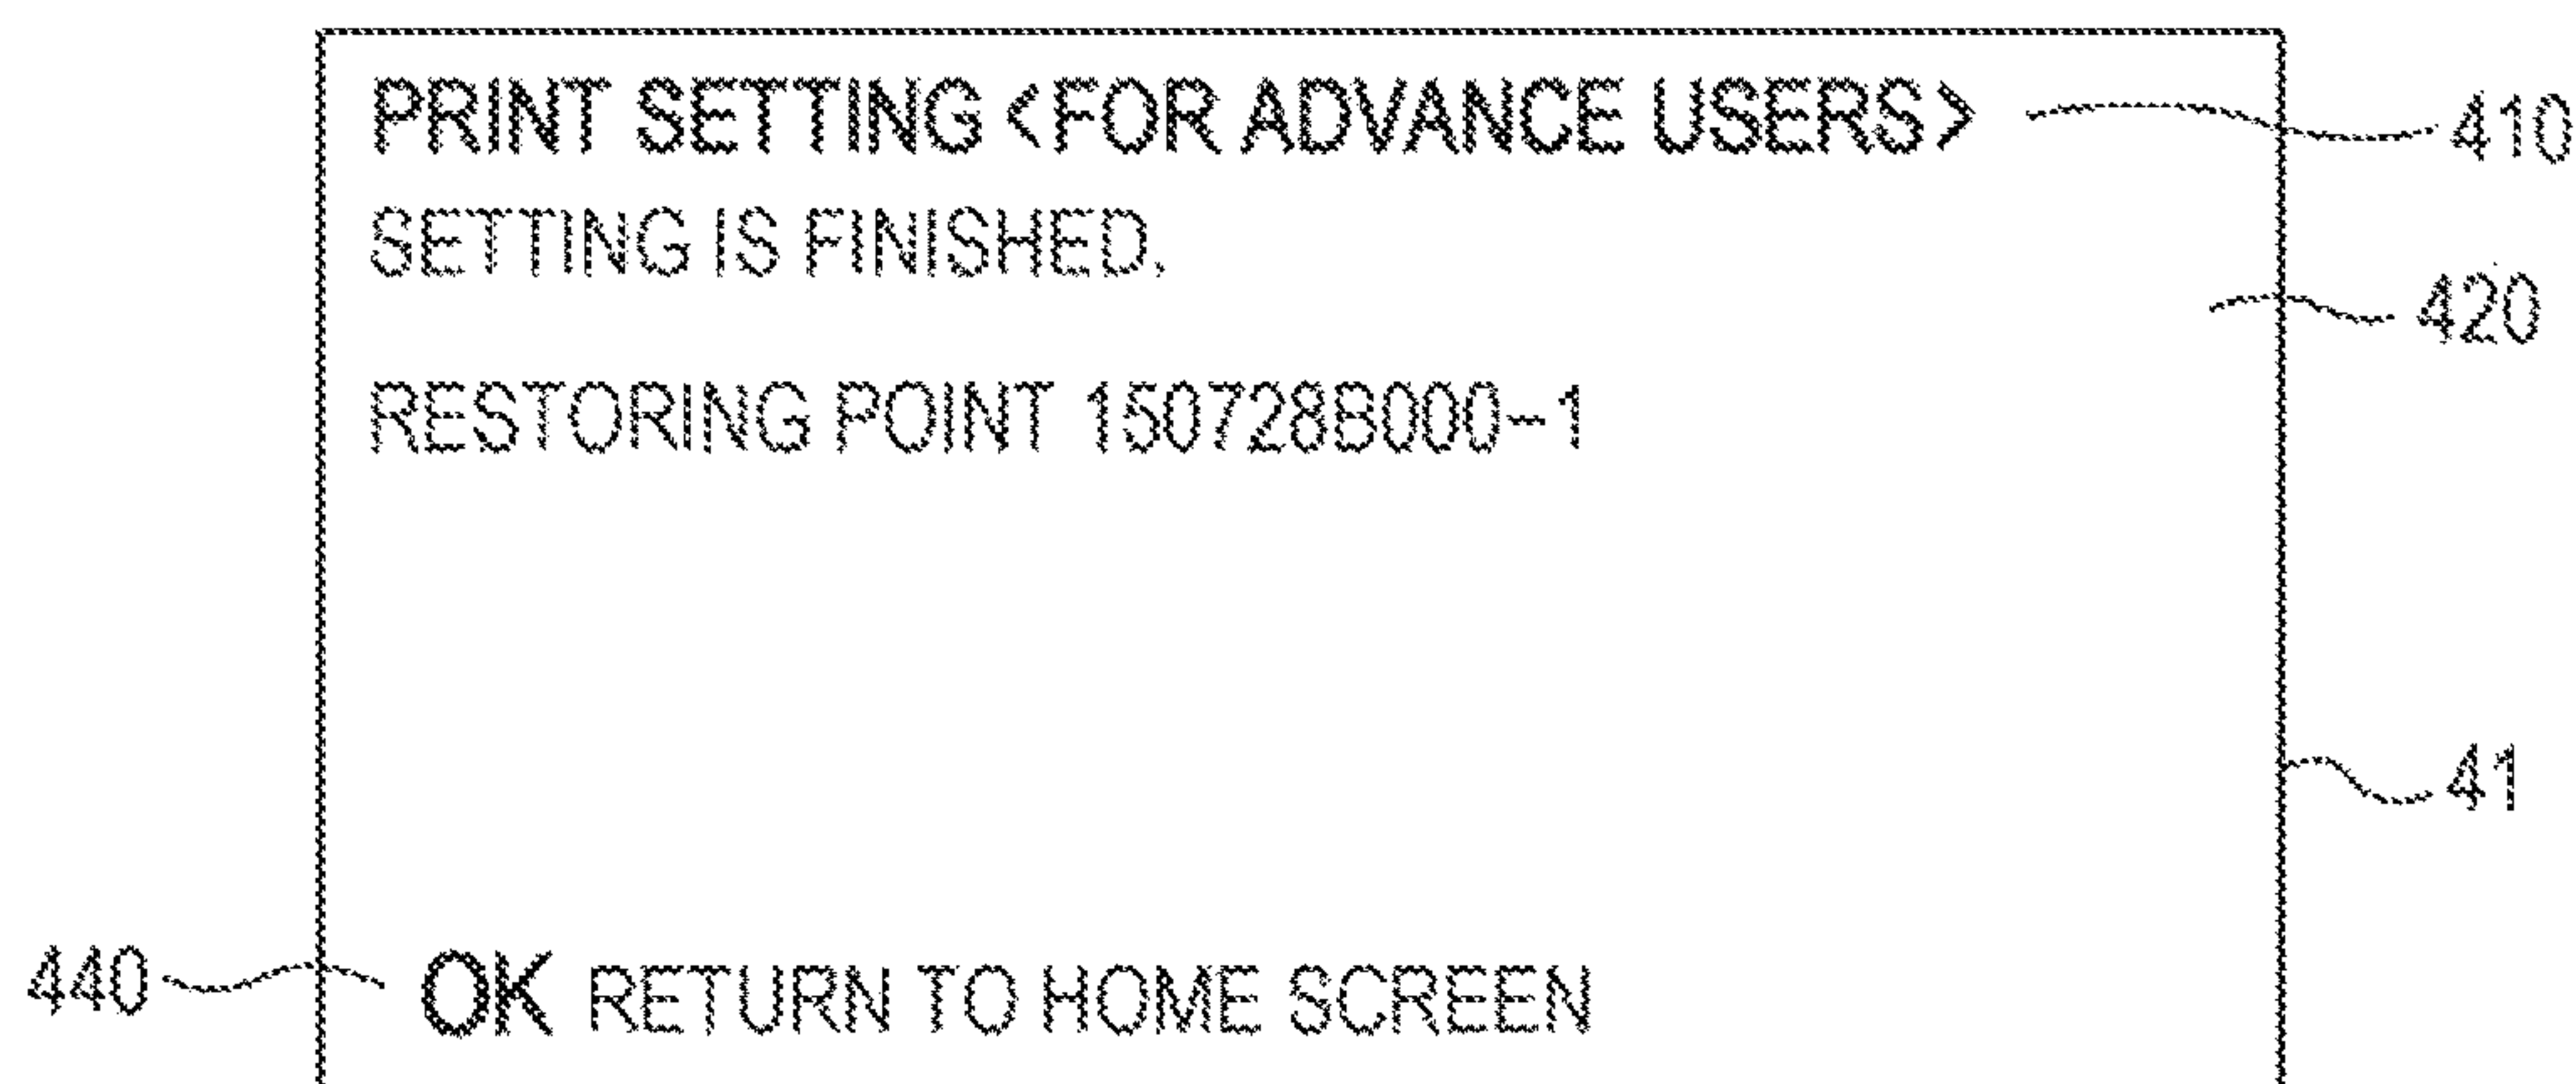 PRINT SETTING <FOR ADVANCE USERS>
410
SETTING IS FINISHED.
420
RESTORING POINT 150728B000-1
41
440
OK RETURN TO HOME SCREEN